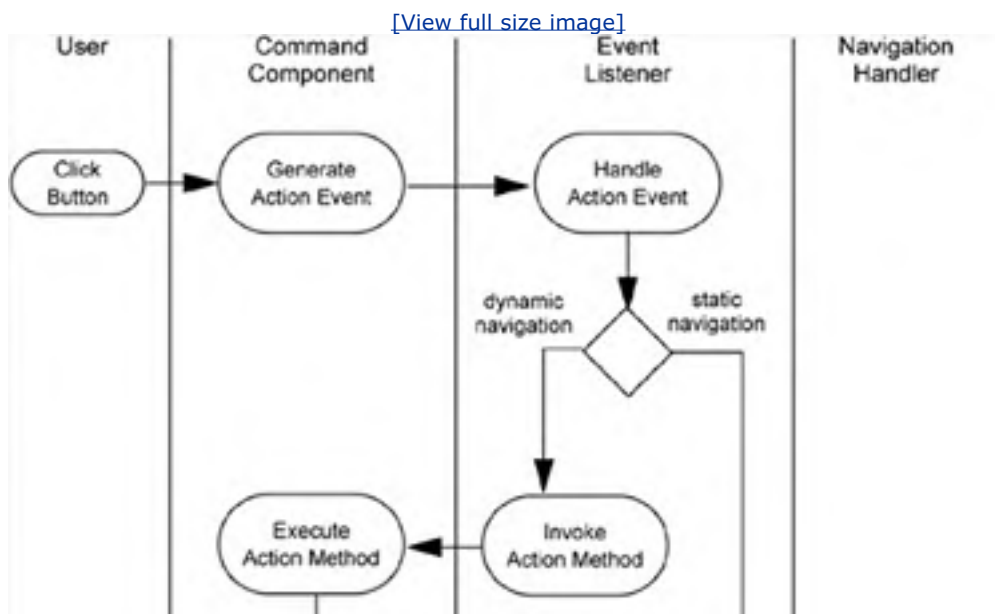 [View full size image]
User
Command
Component
Event
Listener
Navigation
Handler
Click
Button
Generate
Action Event
Handle
Action Event
dynamic
navigation
static
navigation
Execute
Action Method
Invoke
Action Method